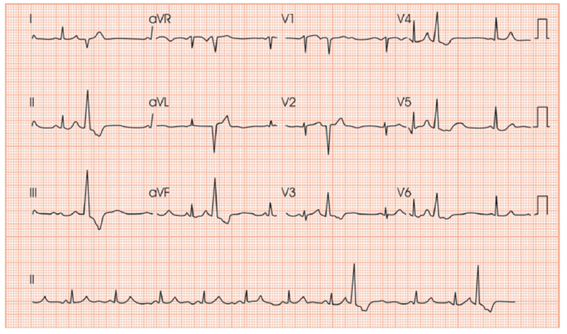 I aVR V1 V4
II aVL V2 V5
III aVF V3 V6
II